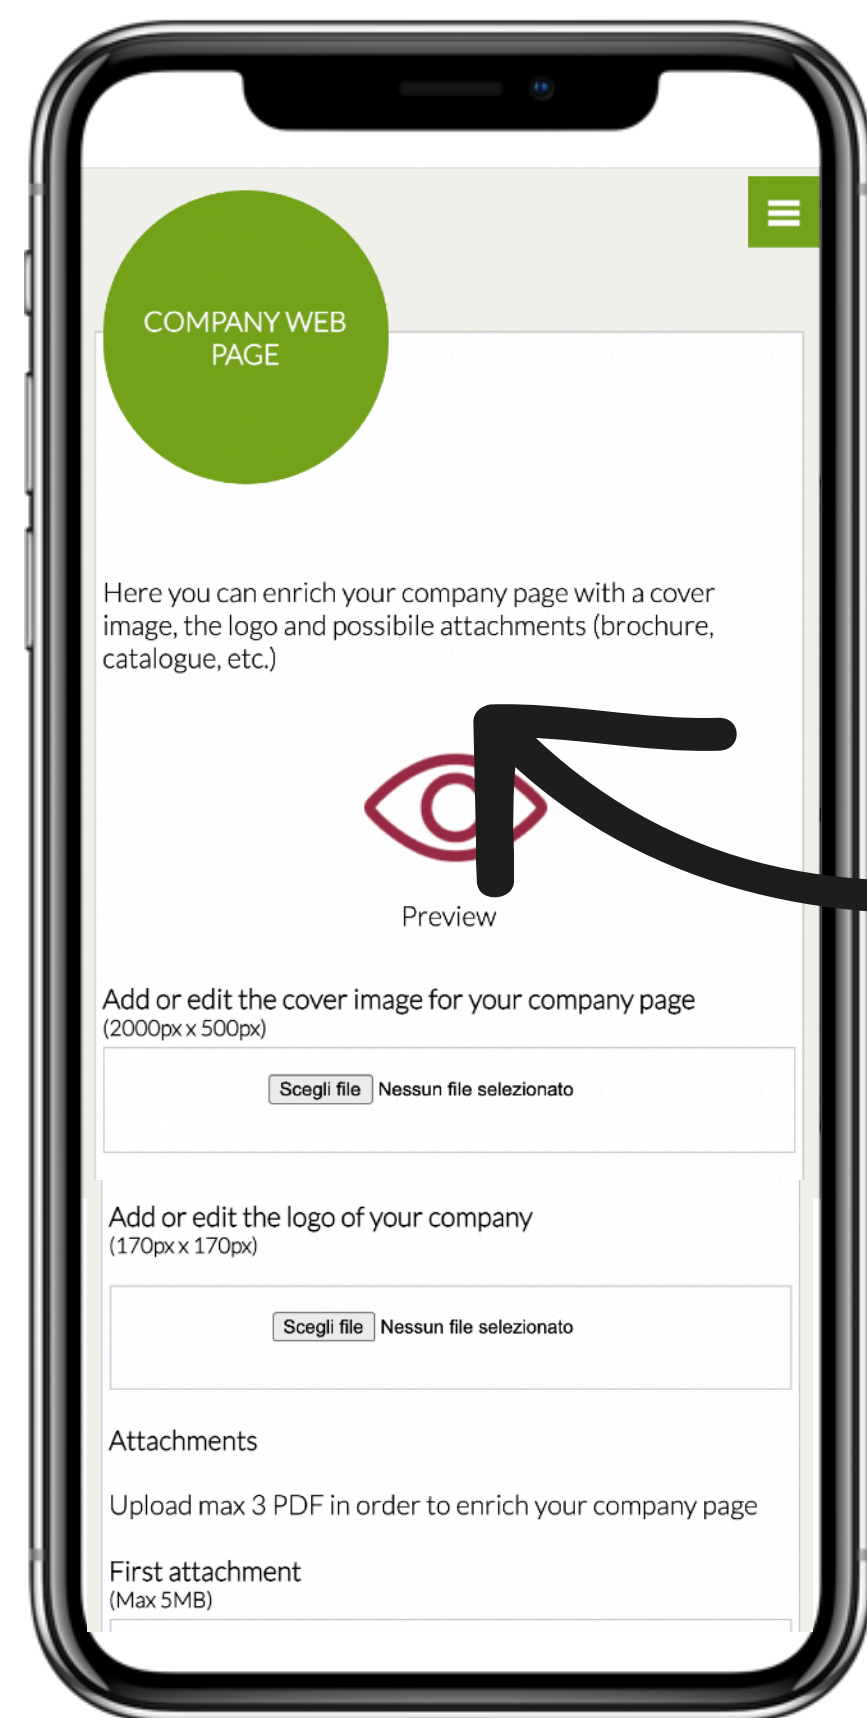 COMPANY WEB
PAGE
Here you can enrich your company page with a cover
image, the logo and possibile attachments (brochure,
catalogue, etc.)
Preview
Add or edit the cover image for your company page
(2000px x 500px)
Scegli file Nessun file selezionato
Add or edit the logo of your company
(170px x 170px)
Scegli file Nessun file selezionato
Attachments
Upload max 3 PDF in order to enrich your company page
First attachment
(Max 5MB)